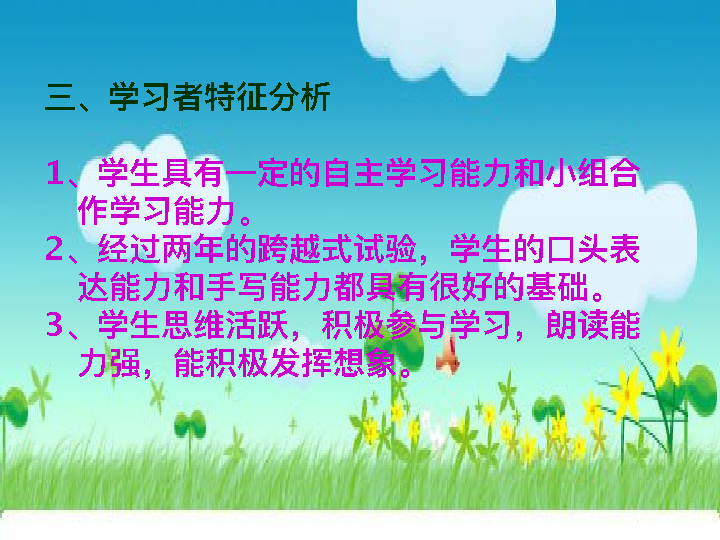 三、学习者特征分析
1、学生具有一定的自主学习能力和小组合
作学习能力。
2、经过两年的跨越式试验，学生的口头表
达能力和手写能力都具有很好的基础。
3、学生思维活跃，积极参与学习，朗读能
力强，能积极发挥想象。